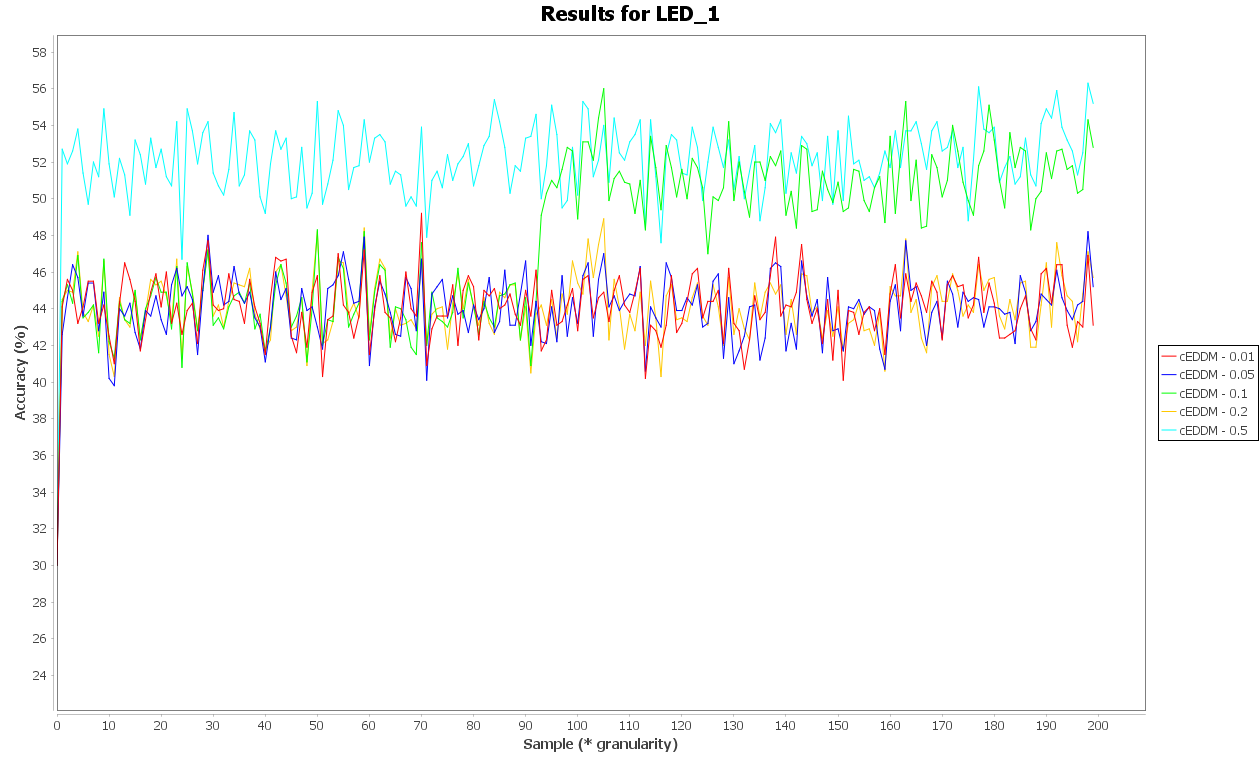 Results for LED_1
58
56
54
52
50
48
46
44
42
40
38
36
34
32
30
28
26
24
Accuracy (%)
0 10 20 30 40 50 60 70 80 90 100 110 120 130 140 150 160 170 180 190 200
Sample (* granularity)
cEDDM - 0.01
cEDDM - 0.05
cEDDM - 0.1
cEDDM - 0.2
cEDDM - 0.5